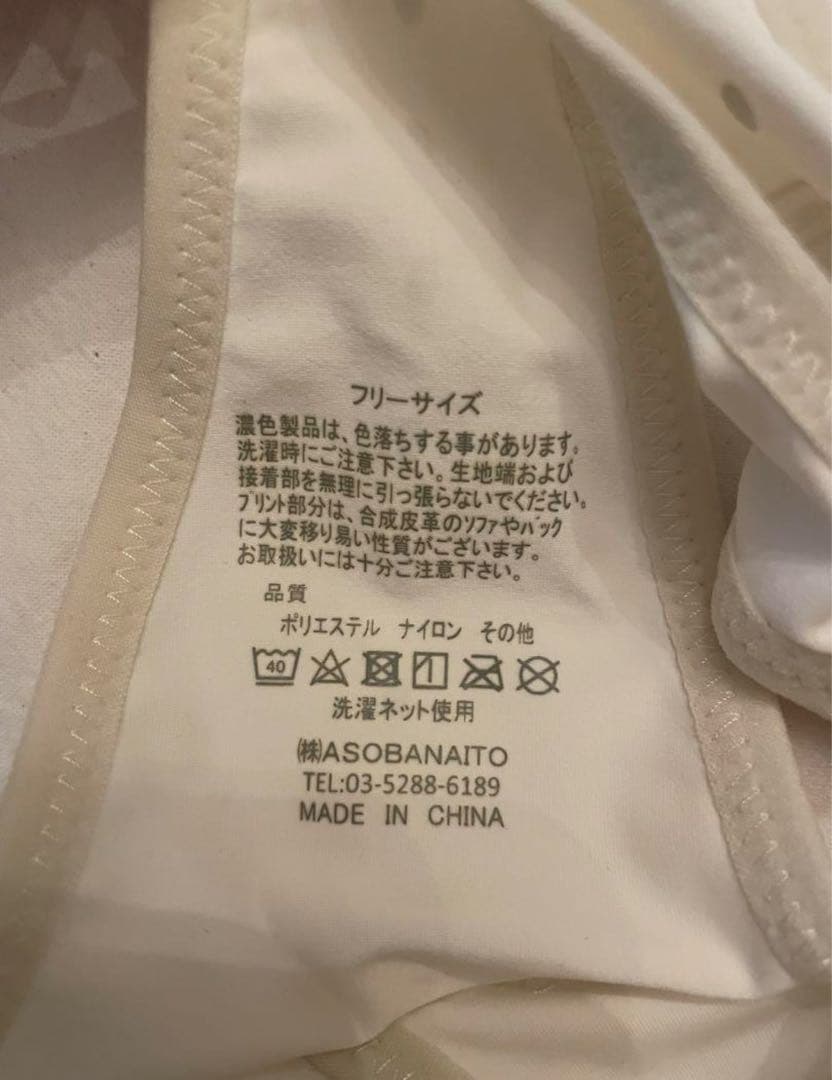 フリーサイズ
濃色製品は、色落ちする事があります。
洗濯時にご注意下さい。生地端および
接着部を無理に引っ張らないでください。
プリント部分は、合成皮革のソファやバック
に大変移り易い性質がございます。
お取扱いには十分ご注意下さい。
品質
ポリエステル ナイロン その他
40
洗濯ネット使用
㈱ASOBANAITO
TEL:03-5288-6189
MADE IN CHINA